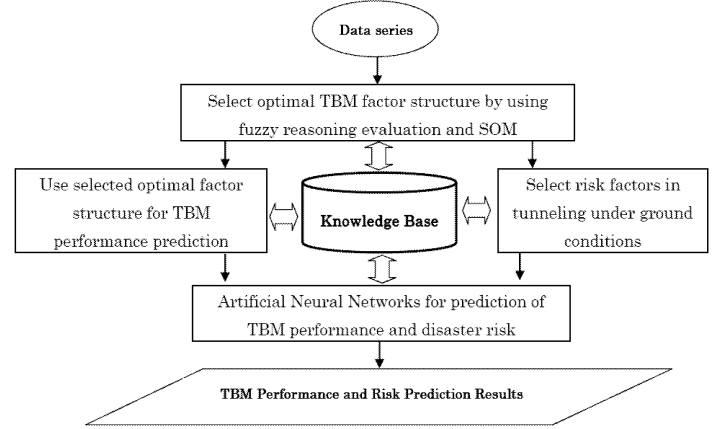 Data series
Select optimal TBM factor structure by using
fuzzy reasoning evaluation and SOM
Use selected optimal factor
structure for TBM
performance prediction
Knowledge Base
Select risk factors in
tunneling under ground
conditions
Artificial Neural Networks for prediction of
TBM performance and disaster risk
TBM Performance and Risk Prediction Results